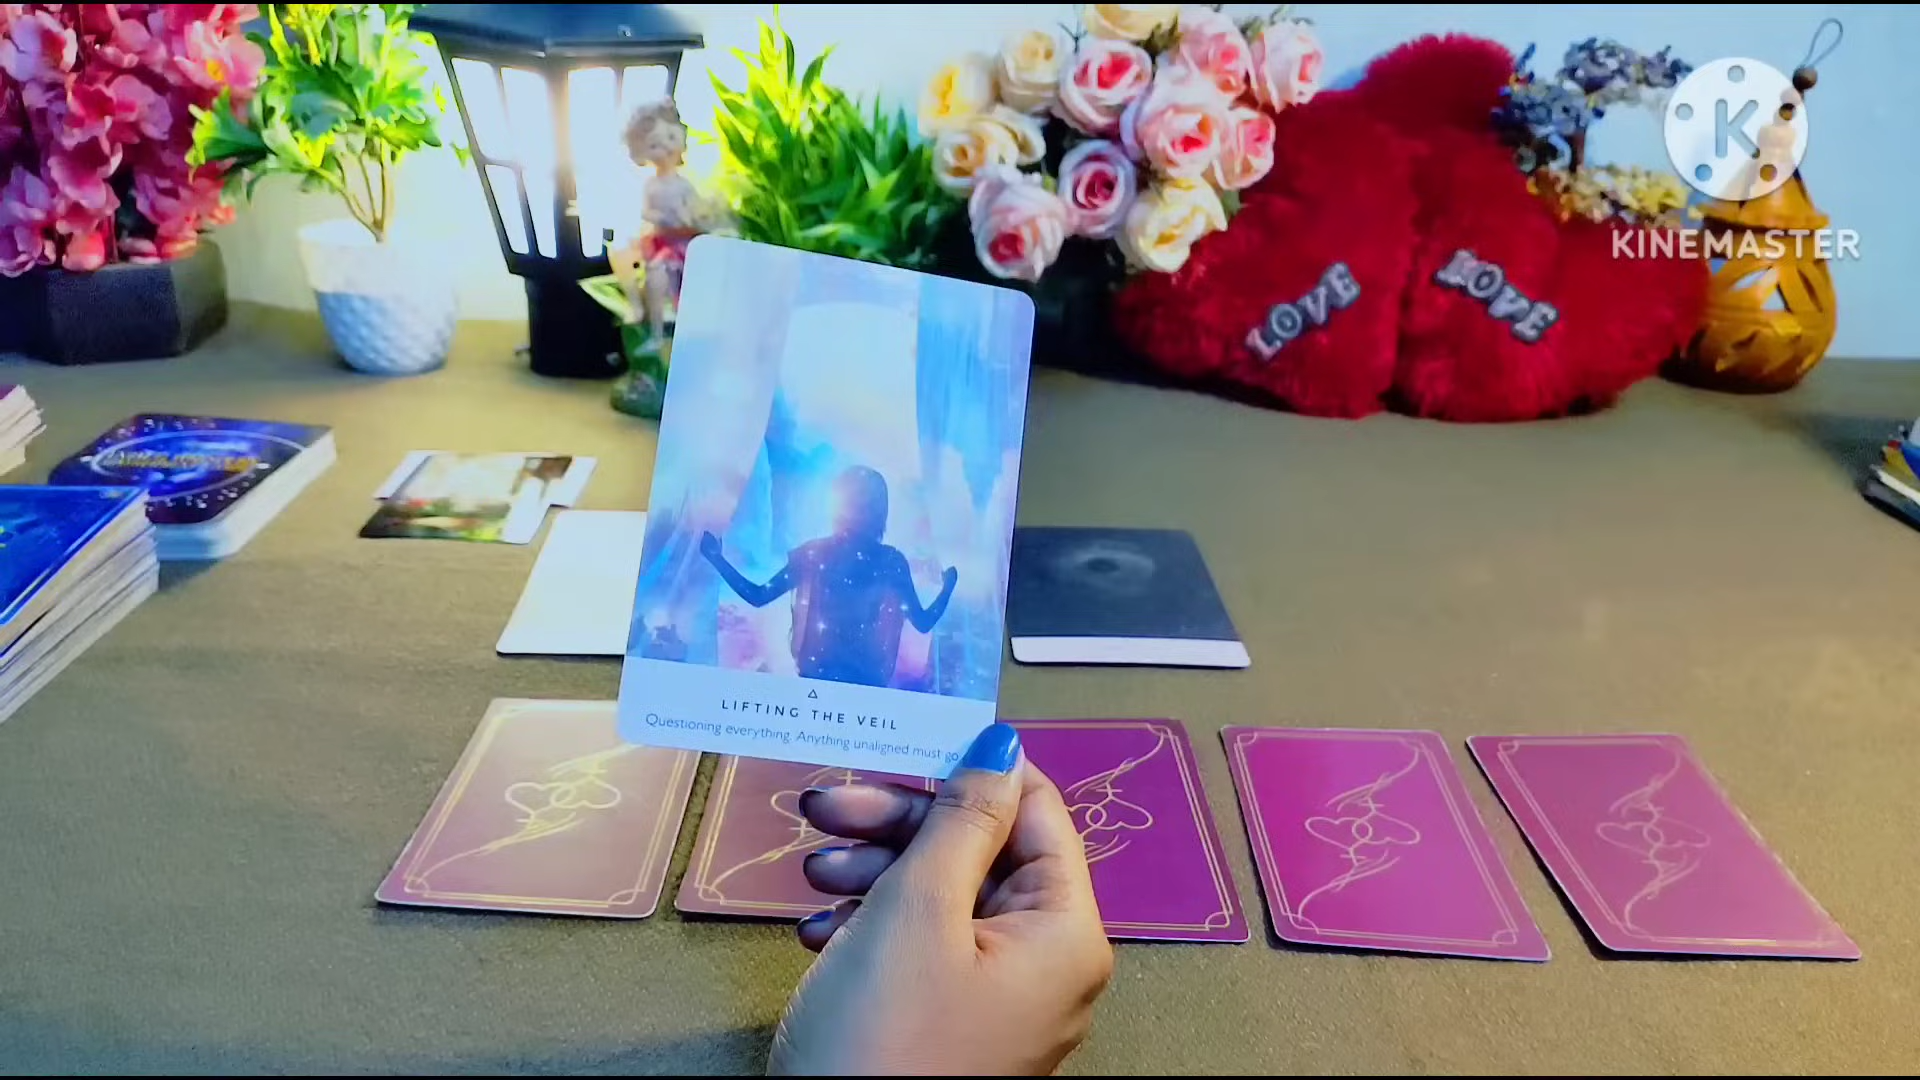 K
KINEMASTER
LOVE
LOVE
LIFTING THE VEIL
Questioning everything. Anything unaligned must go